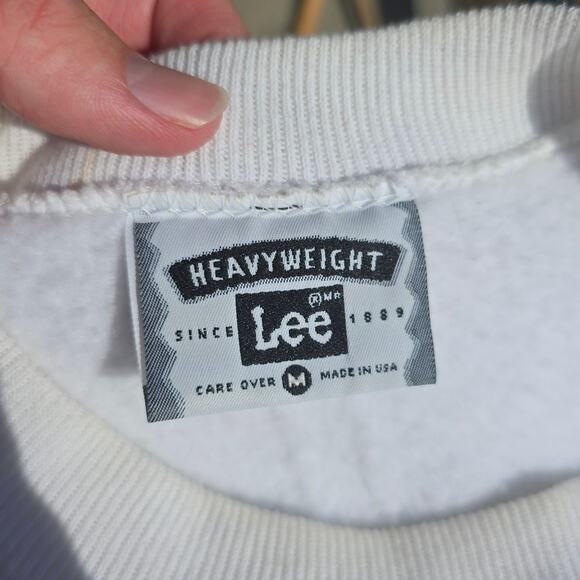 HEAVYWEIGHT
SINCE Lee ® MR 1889
CARE OVER M MADE IN USA